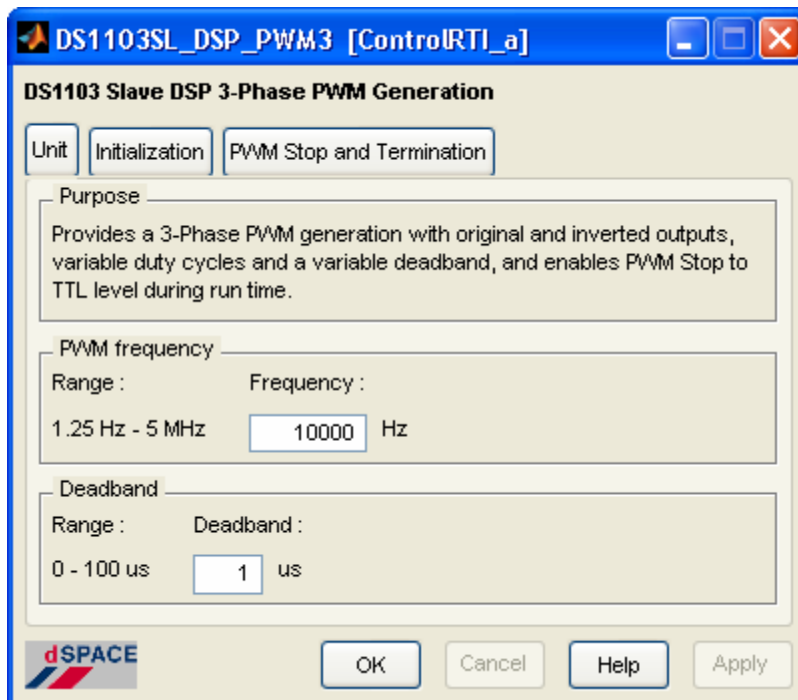 DS1103SL_DSP_PWM3 [ControlRTI_a]
DS1103 Slave DSP 3-Phase PWM Generation
Unit Initialization PWM Stop and Termination
Purpose
Provides a 3-Phase PWM generation with original and inverted outputs,
variable duty cycles and a variable deadband, and enables PWM Stop to
TTL level during run time.
PWM frequency
Range : Frequency :
1.25 Hz - 5 MHz 10000 Hz
Deadband
Range : Deadband :
0 - 100 us 1 us
dSPACE OK Cancel Help Apply